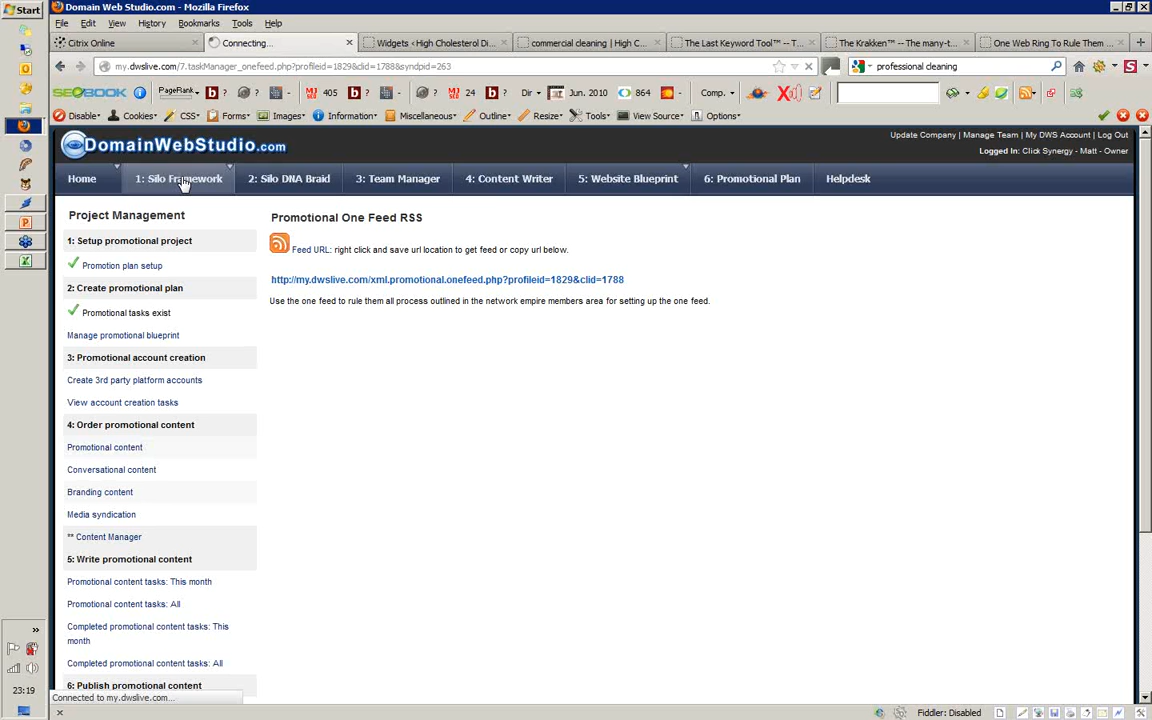 Start
Domain Web Studio.com - Mozilla Firefox
File Edit View History Bookmarks Tools Help
Citrix Online
Connecting...
Widgets ‹ High Cholesterol Di...
commercial cleaning | High C...
The Last Keyword Tool™ -- T...
The Krakken™ -- The many-t...
One Web Ring To Rule Them ...
my.dwslive.com/7.taskManager_onefeed.php?profileid=1829&clid=1788&syndpid=263
professional cleaning
SEOBOOK PageRank ? ? - 405 ? - ? 24 ? Dir Jun. 2010 864 - Comp.
Disable Cookies CSS Forms Images Information Miscellaneous Outline Resize Tools View Source Options
DomainWebStudio.com
Update Company | Manage Team | My DWS Account | Log Out
Logged In: Click Synergy - Matt - Owner
Home 1: Silo Framework 2: Silo DNA Braid 3: Team Manager 4: Content Writer 5: Website Blueprint 6: Promotional Plan Helpdesk
Project Management
1: Setup promotional project
Promotion plan setup
2: Create promotional plan
Promotional tasks exist
Manage promotional blueprint
3: Promotional account creation
Create 3rd party platform accounts
View account creation tasks
4: Order promotional content
Promotional content
Conversational content
Branding content
Media syndication
** Content Manager
5: Write promotional content
Promotional content tasks: This month
Promotional content tasks: All
Completed promotional content tasks: This
month
Completed promotional content tasks: All
6: Publish promotional content
Promotional One Feed RSS
Feed URL: right click and save url location to get feed or copy url below.
http://my.dwslive.com/xml.promotional.onefeed.php?profileid=1829&clid=1788
Use the one feed to rule them all process outlined in the network empire members area for setting up the one feed.
Connected to my.dwslive.com...
23:19
Fiddler: Disabled